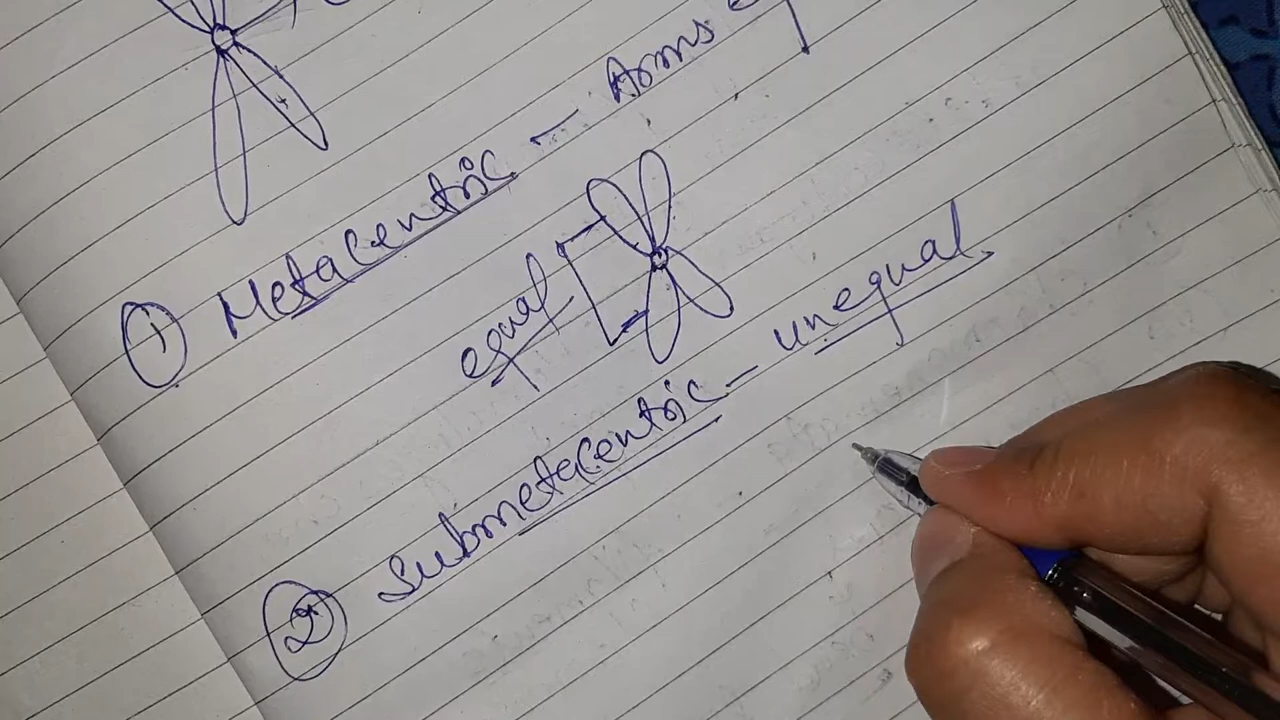 ① Metacentric - Arms
equal
② Submetacentric - unequal